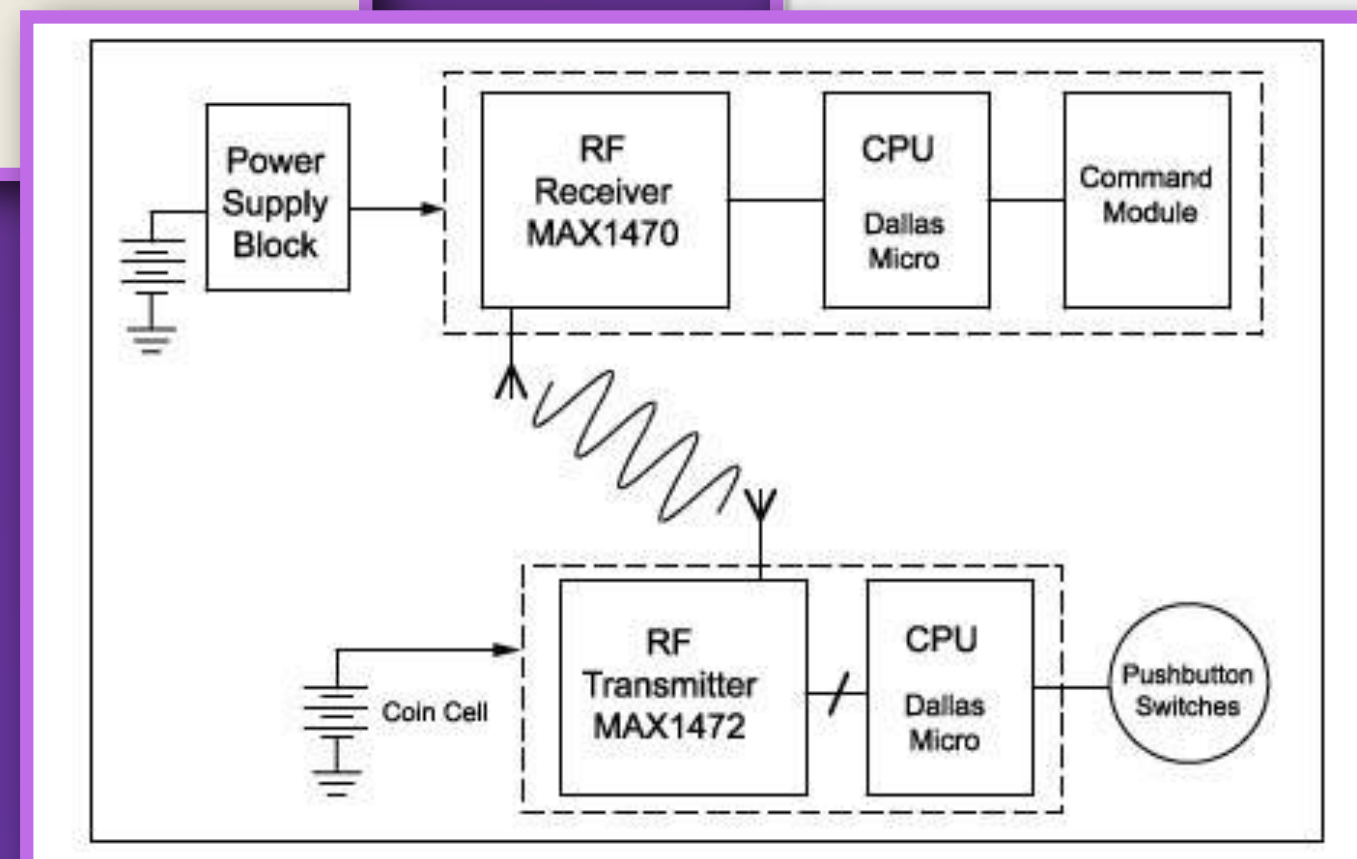 Power
Supply
Block
RF
Receiver
MAX1470
CPU
Dallas
Micro
Command
Module
Coin Cell
RF
Transmitter
MAX1472
CPU
Dallas
Micro
Pushbutton
Switches